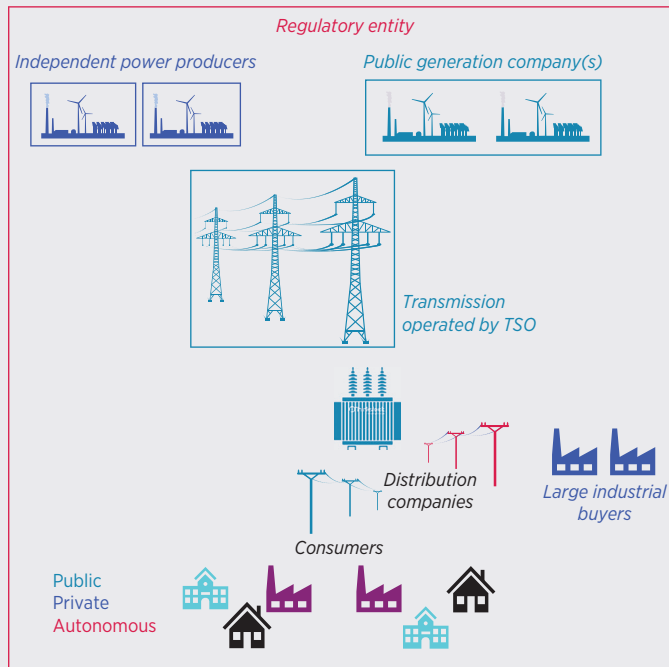 Regulatory entity
Independent power producers
Public generation company(s)
Transmission
operated by TSO
Distribution
companies
Large industrial
buyers
Consumers
Public
Private
Autonomous